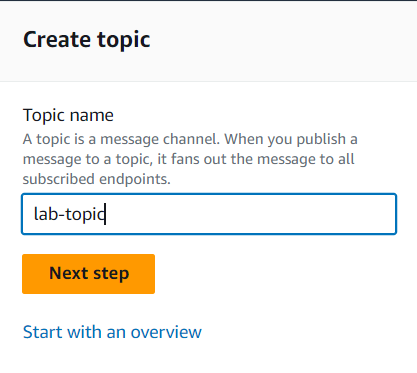 Create topic
Topic name
A topic is a message channel. When you publish a
message to a topic, it fans out the message to all
subscribed endpoints.
lab-topic
Next step
Start with an overview